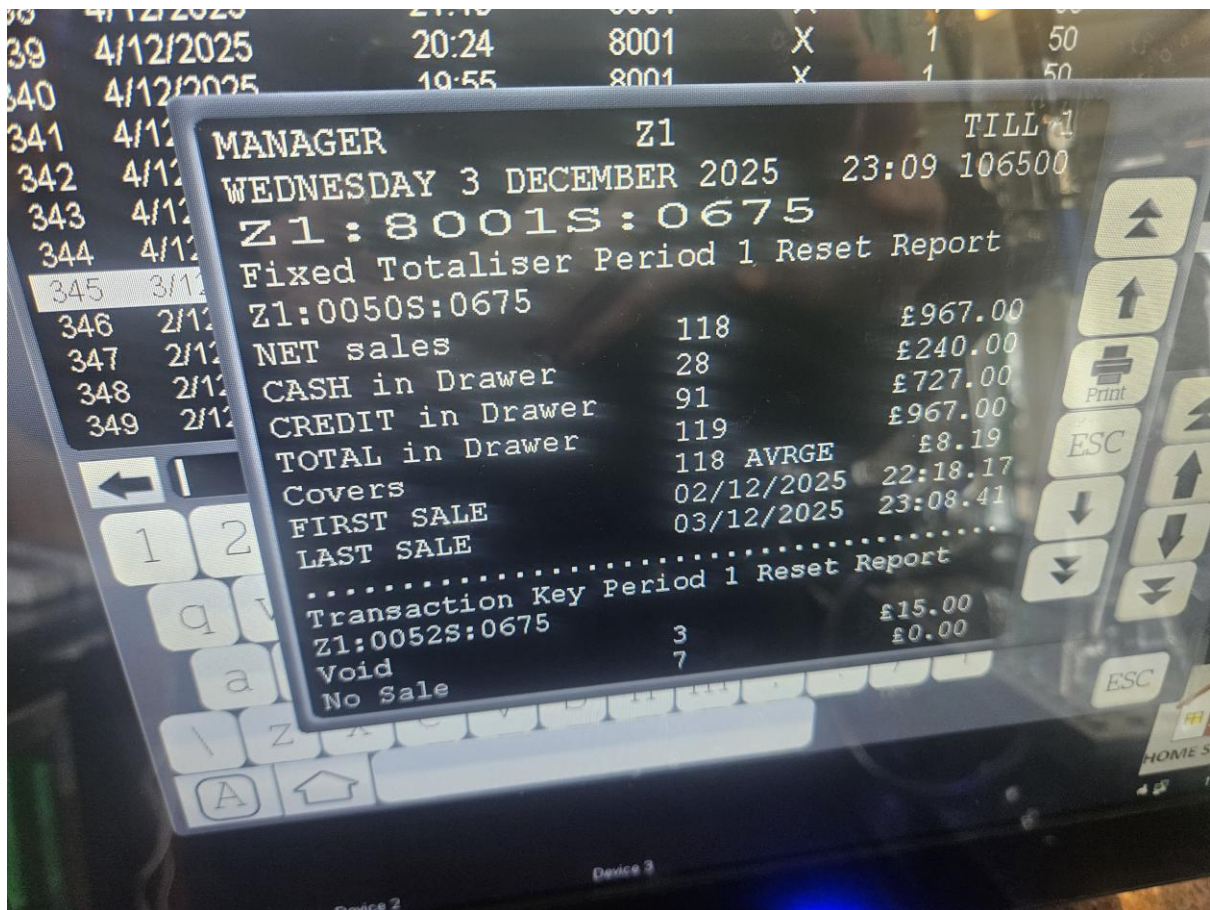 39 4/12/2025 20:24 8001 X 1 50
340 4/12/2025 19:55 8001 X 1 50
341 4/12
342 4/12
343 4/12
344 4/12
345 3/12
346 2/12
347 2/12
348 2/12
349 2/12
MANAGER Z1 TILL 1
WEDNESDAY 3 DECEMBER 2025 23:09 106500
Z1:8001S:0675
Fixed Totaliser Period 1 Reset Report
Z1:0050S:0675
NET sales 118 £967.00
CASH in Drawer 28 £240.00
CREDIT in Drawer 91 £727.00
TOTAL in Drawer 119 £967.00
Covers 118 AVRGE £8.19
FIRST SALE 02/12/2025 22:18.17
LAST SALE 03/12/2025 23:08.41
Transaction Key Period 1 Reset Report
Z1:0052S:0675
Void 3 £15.00
No Sale 7 £0.00
Print
ESC
1 2
q
a
\ z
A
ESC
HOME S
Device 3
Device 2